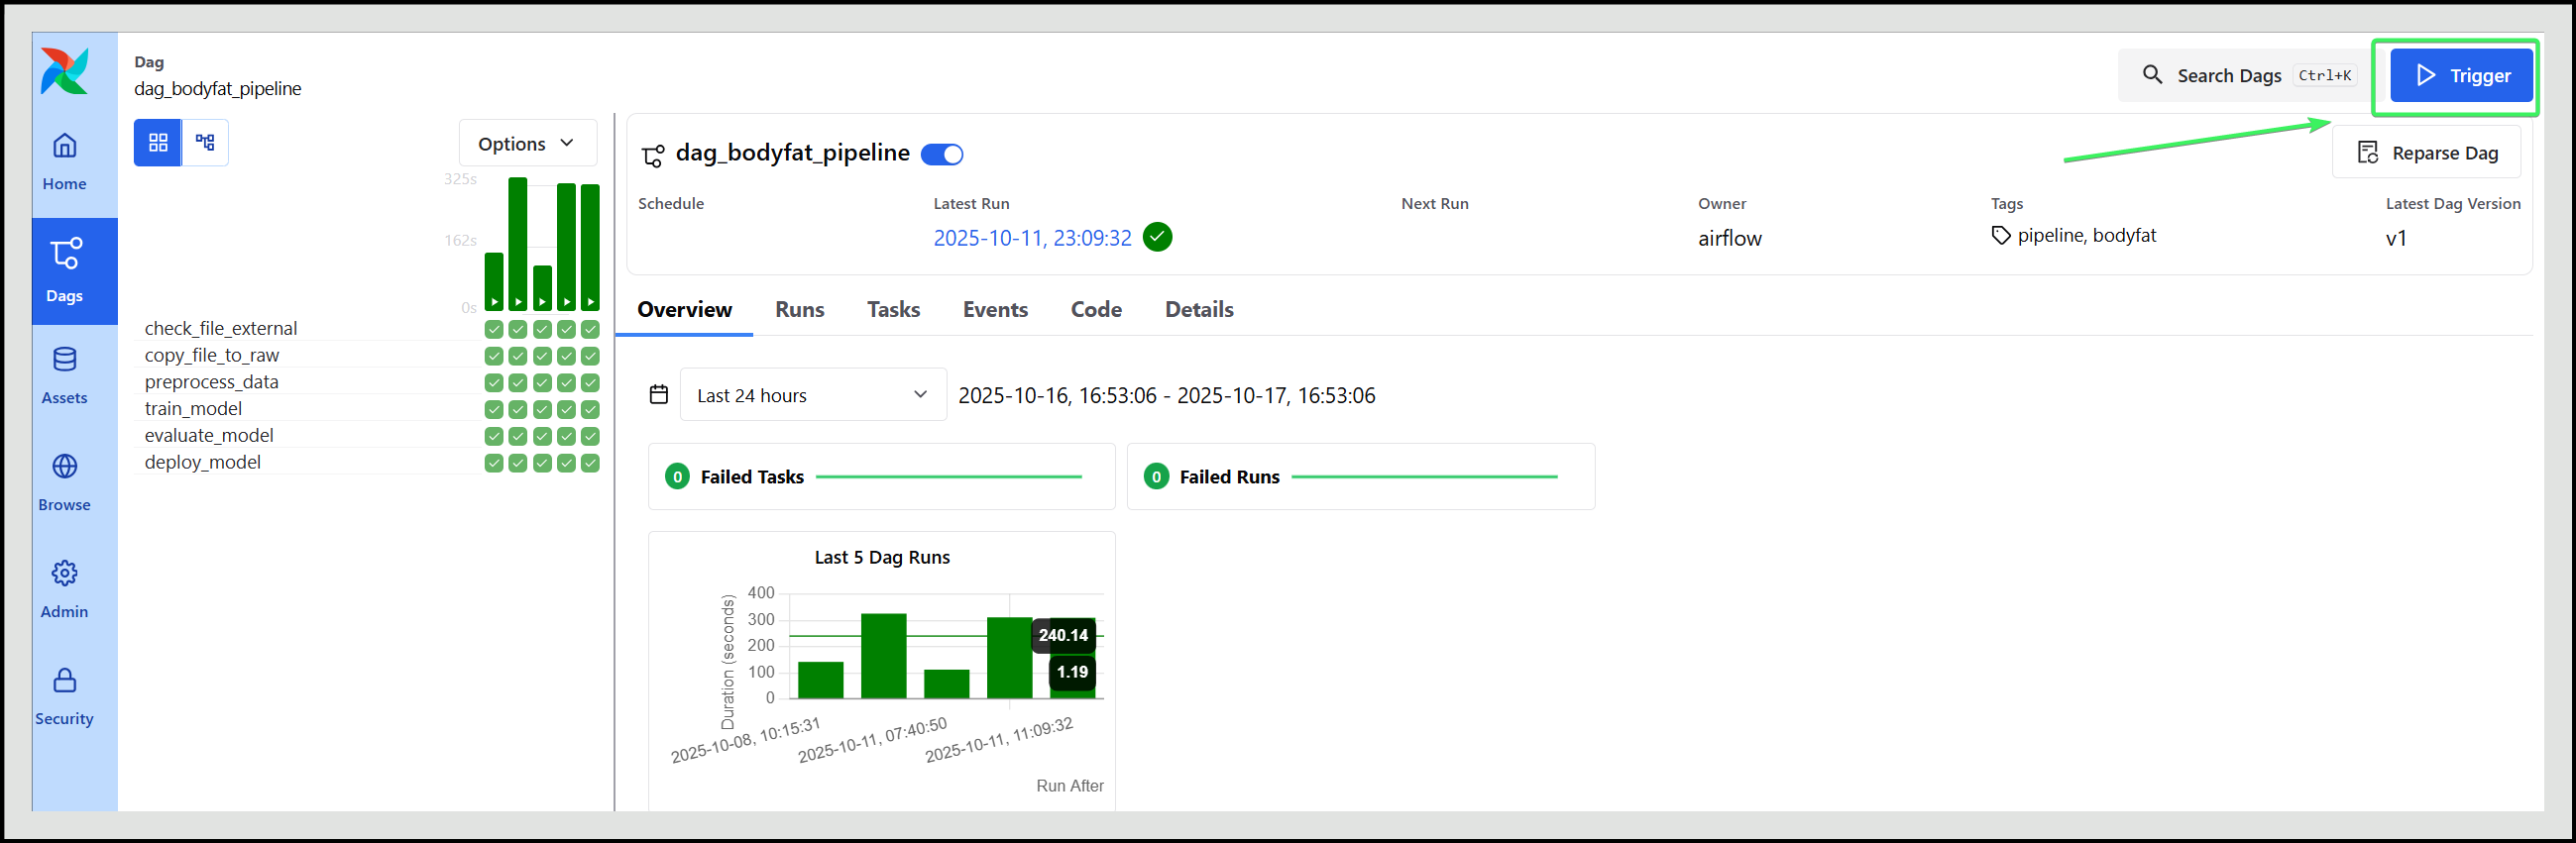 Dag
dag_bodyfat_pipeline
Search Dags Ctrl+K
Trigger
Home
Dags
Assets
Browse
Admin
Security
Options
325s
162s
0s
check_file_external
copy_file_to_raw
preprocess_data
train_model
evaluate_model
deploy_model
dag_bodyfat_pipeline
Reparse Dag
Schedule
Latest Run
2025-10-11, 23:09:32
Next Run
Owner
airflow
Tags
pipeline, bodyfat
Latest Dag Version
v1
Overview Runs Tasks Events Code Details
Last 24 hours
2025-10-16, 16:53:06 - 2025-10-17, 16:53:06
0 Failed Tasks
0 Failed Runs
Last 5 Dag Runs
Duration (seconds)
400
300
200
100
0
240.14
1.19
2025-10-08, 10:15:31
2025-10-11, 07:40:50
2025-10-11, 11:09:32
Run After